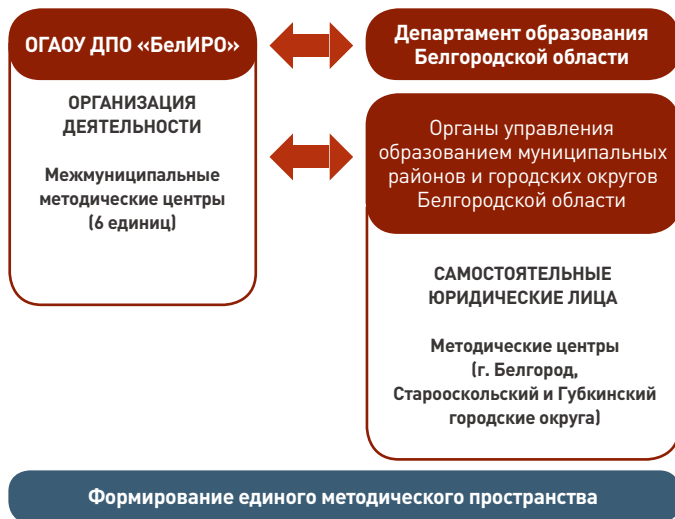 ОГАОУ ДПО «БелИРО»
ОРГАНИЗАЦИЯ
ДЕЯТЕЛЬНОСТИ
Межмуниципальные
методические центры
(6 единиц)
Департамент образования
Белгородской области
Органы управления
образованием муниципальных
районов и городских округов
Белгородской области
САМОСТОЯТЕЛЬНЫЕ
ЮРИДИЧЕСКИЕ ЛИЦА
Методические центры
(г. Белгород,
Старооскольский и Губкинский
городские округа)
Формирование единого методического пространства